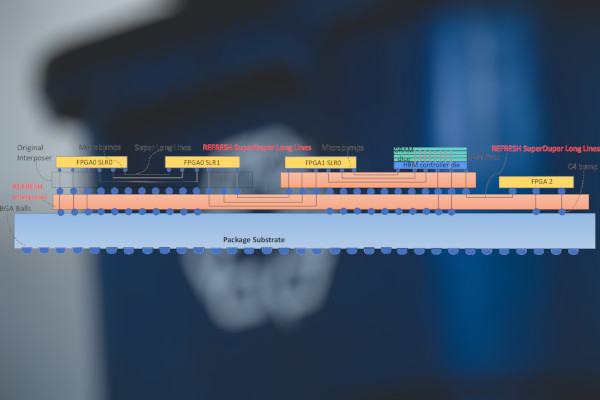 Original
Interposer
Microbumps
Super Long Lines
REFRESH SuperDuper Long Lines
Microbumps
REFRESH SuperDuper Long Lines
FPGA0 SLR0
FPGA0 SLR1
FPGA1 SLR0
HBM controller die
C4 bump
FPGA 2
REFRESH
BGA Balls
Package Substrate